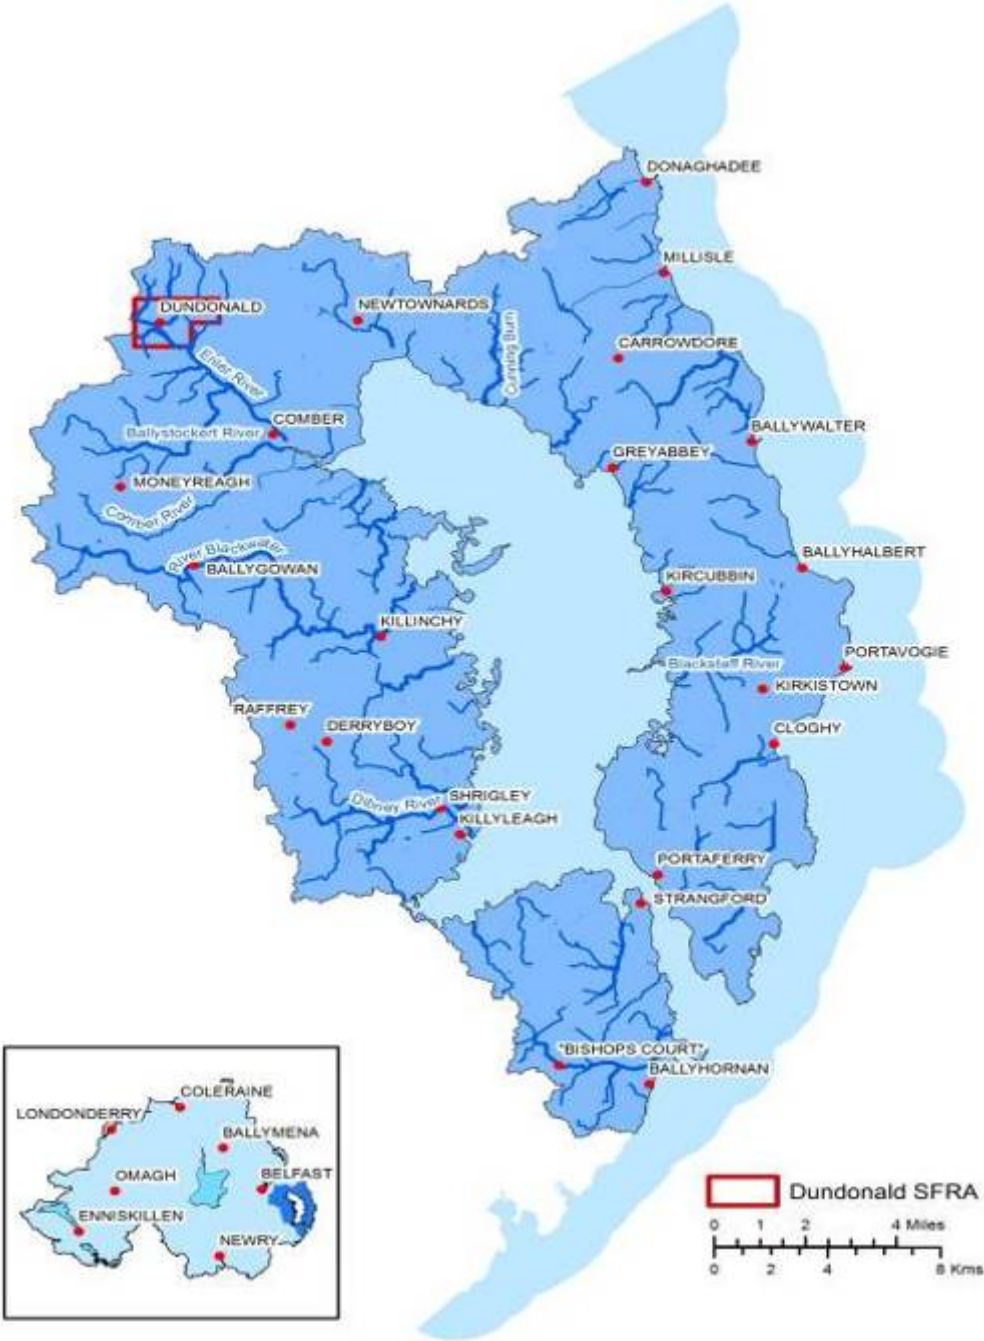 DONAGHADEE
MILLISLE
DUNDONALD
NEWTOWNARDS
Cunning Burn
CARROWDORE
Enler River
COMBER
Ballystockert River
BALLYWALTER
GREYABBEY
MONEYREAGH
Comber River
River Blackwater
BALLYGOWAN
BALLYHALBERT
KIRCUBBIN
KILLINCHY
PORTAVOGIE
Blackstaff River
KIRKISTOWN
RAFFREY
DERRYBOY
CLOGHY
Dibney River
SHRIGLEY
KILLYLEAGH
PORTAFERRY
STRANGFORD
"BISHOPS COURT"
BALLYHORNAN
COLERAINE
LONDONDERRY
BALLYMENA
OMAGH
BELFAST
ENNISKILLEN
NEWRY
Dundonald SFRA
0 1 2 4 Miles
0 2 4 8 Kms